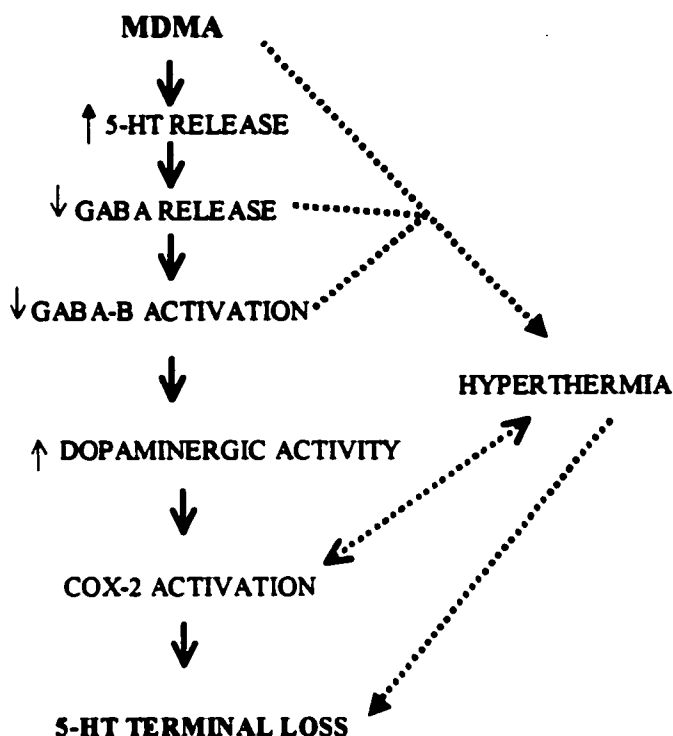 MDMA
↑ 5-HT RELEASE
↓ GABA RELEASE
↓ GABA-B ACTIVATION
HYPERTHERMIA
↑ DOPAMINERGIC ACTIVITY
COX-2 ACTIVATION
5-HT TERMINAL LOSS